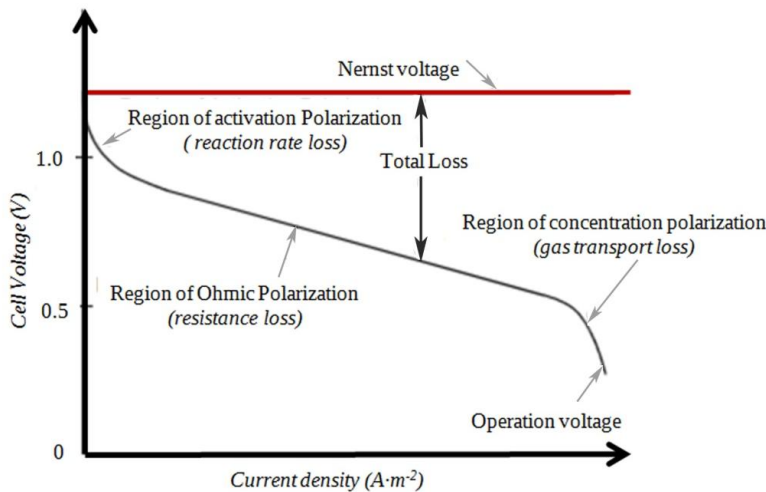 Nernst voltage
Region of activation Polarization
( reaction rate loss)
1.0
Total Loss
Region of concentration polarization
(gas transport loss)
Cell Voltage (V)
Region of Ohmic Polarization
(resistance loss)
0.5
Operation voltage
0
Current density (A·m-2)